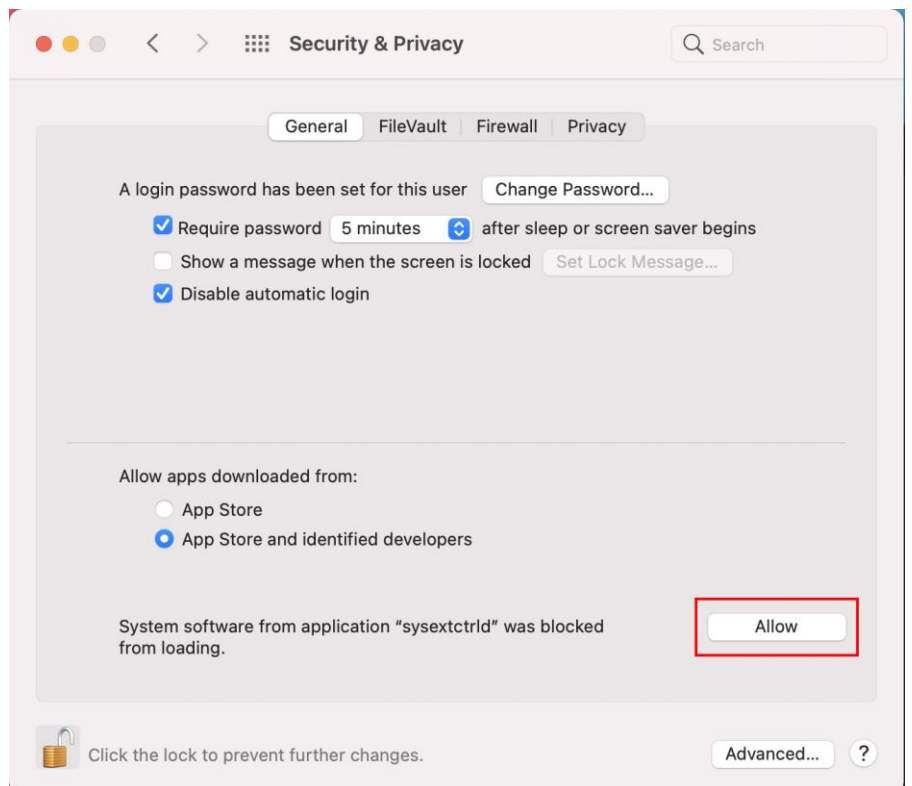 Security & Privacy
Search
General FileVault Firewall Privacy
A login password has been set for this user Change Password...
Require password 5 minutes after sleep or screen saver begins
Show a message when the screen is locked Set Lock Message...
Disable automatic login
Allow apps downloaded from:
App Store
App Store and identified developers
System software from application “sysextctrld” was blocked
from loading.
Allow
Click the lock to prevent further changes.
Advanced... ?